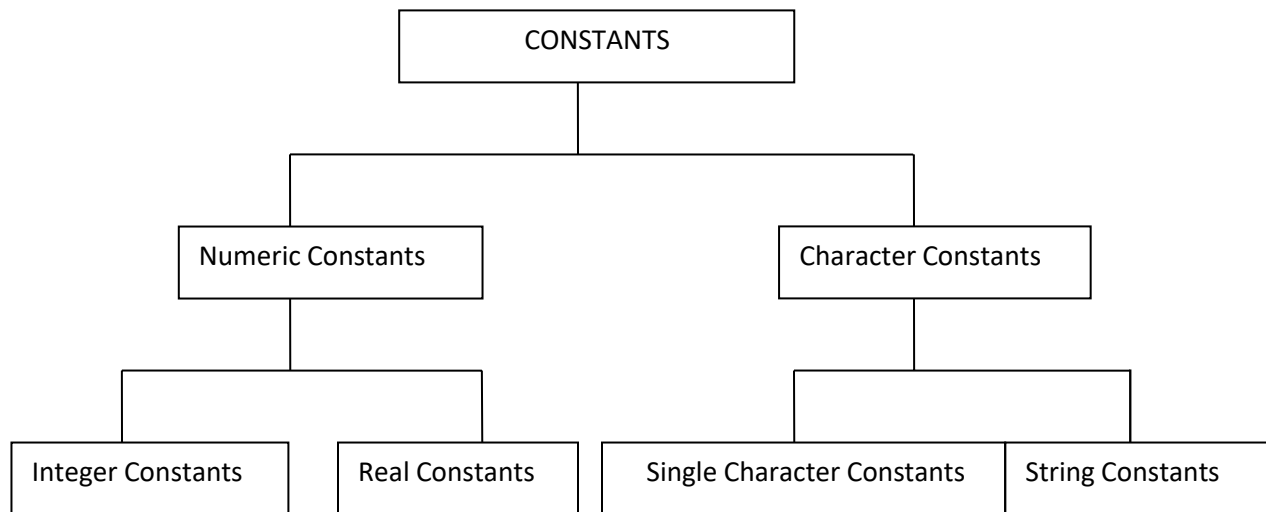 CONSTANTS
Numeric Constants
Character Constants
Integer Constants
Real Constants
Single Character Constants
String Constants